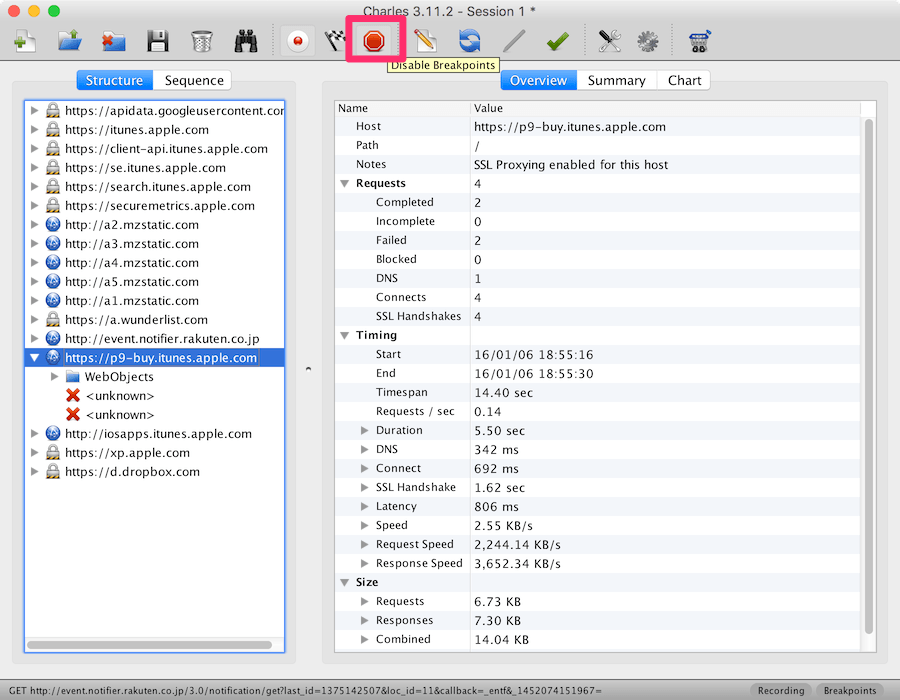 Charles 3.11.2 - Session 1 *
Disable Breakpoints
Structure Sequence
Overview Summary Chart
https://apidata.googleusercontent.cor
https://itunes.apple.com
https://client-api.itunes.apple.com
https://se.itunes.apple.com
https://search.itunes.apple.com
https://securemetrics.apple.com
http://a2.mzstatic.com
http://a3.mzstatic.com
http://a4.mzstatic.com
http://a5.mzstatic.com
http://a1.mzstatic.com
https://a.wunderlist.com
http://event.notifier.rakuten.co.jp
https://p9-buy.itunes.apple.com
WebObjects
<unknown>
<unknown>
http://iosapps.itunes.apple.com
https://xp.apple.com
https://d.dropbox.com
Name Value
Host https://p9-buy.itunes.apple.com
Path /
Notes SSL Proxying enabled for this host
Requests 4
Completed 2
Incomplete 0
Failed 2
Blocked 0
DNS 1
Connects 4
SSL Handshakes 4
Timing
Start 16/01/06 18:55:16
End 16/01/06 18:55:30
Timespan 14.40 sec
Requests / sec 0.14
Duration 5.50 sec
DNS 342 ms
Connect 692 ms
SSL Handshake 1.62 sec
Latency 806 ms
Speed 2.55 KB/s
Request Speed 2,244.14 KB/s
Response Speed 3,652.34 KB/s
Size
Requests 6.73 KB
Responses 7.30 KB
Combined 14.04 KB
GET http://event.notifier.rakuten.co.jp/3.0/notification/get?last_id=1375142507&loc_id=11&callback=_entf&_1452074151967=
Recording Breakpoints